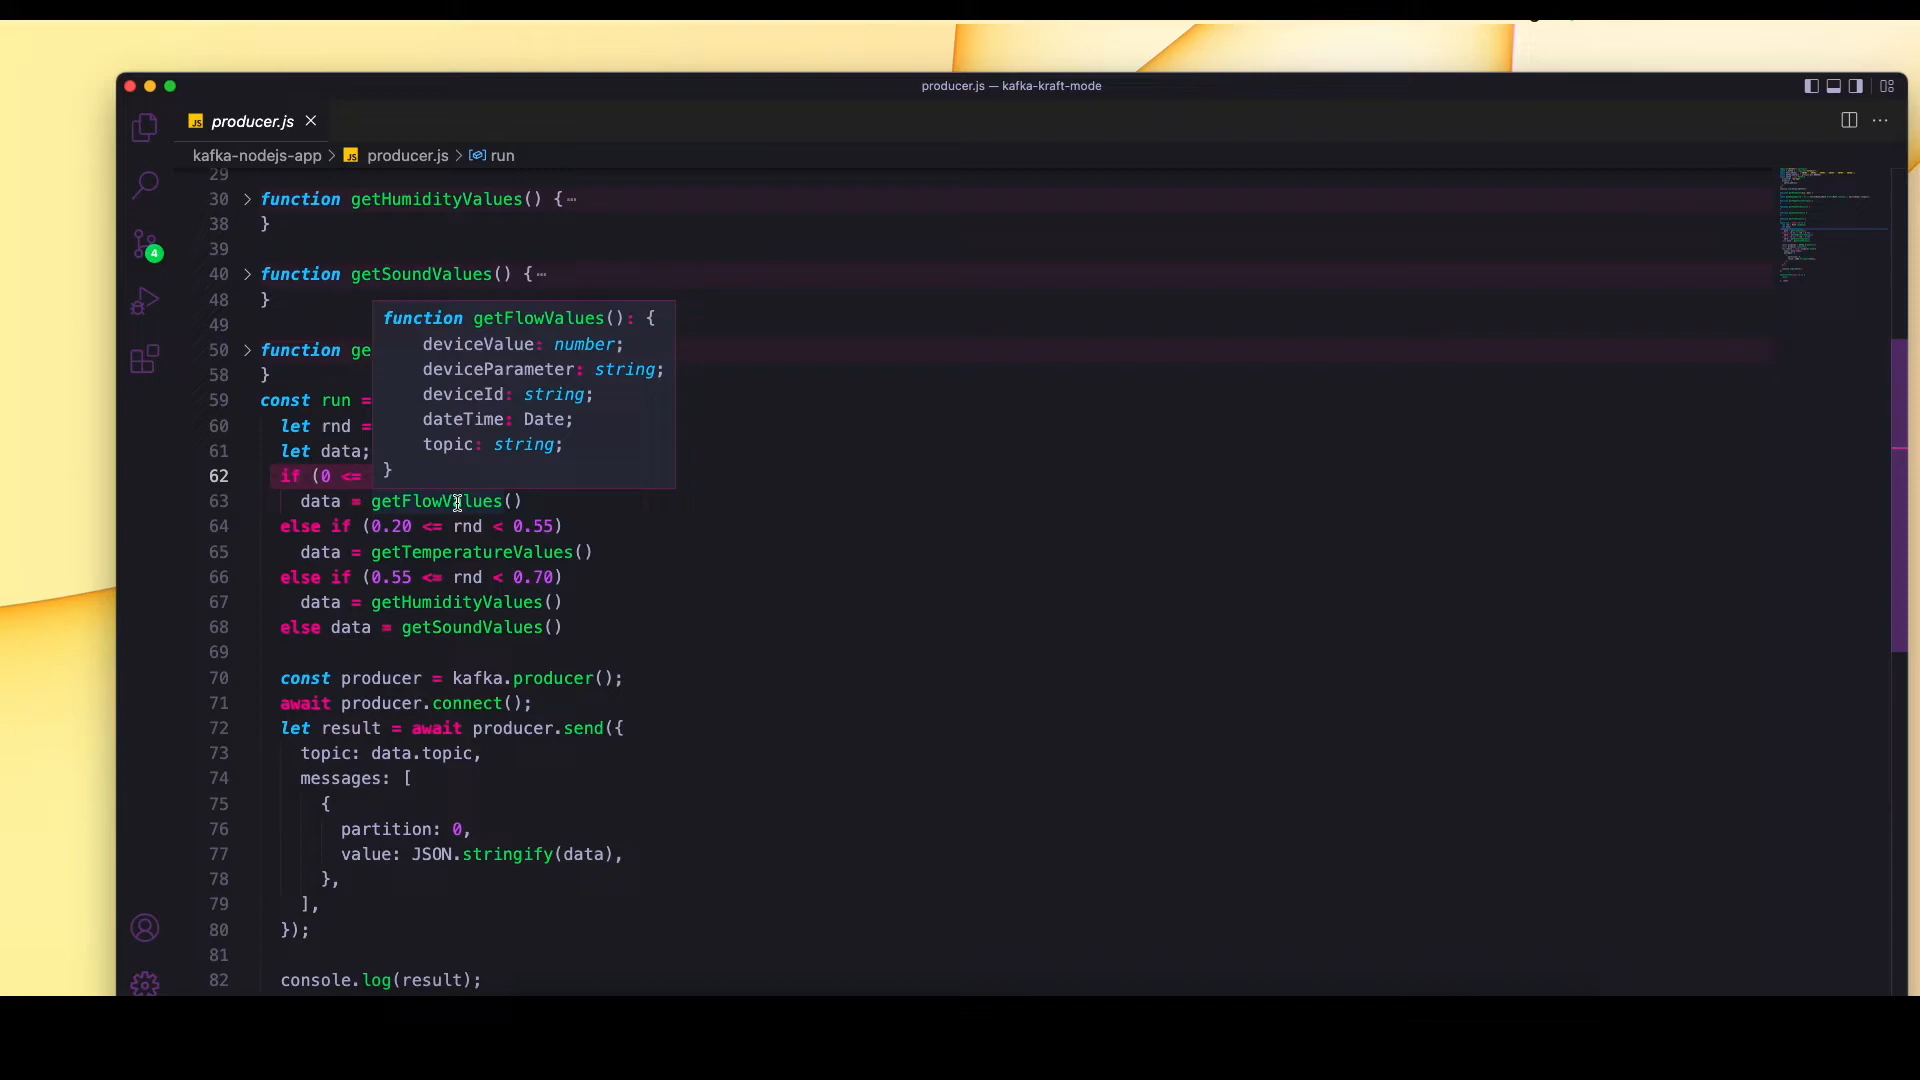 producer.js — kafka-kraft-mode
JS producer.js
kafka-nodejs-app > JS producer.js > run
29
30 > function getHumidityValues() {⋯
38 }
39
40 > function getSoundValues() {⋯
48 }
49
50 > function ge
58 }
59 const run =
60 let rnd =
61 let data;
62 if (0 <=
function getFlowValues(): {
deviceValue: number;
deviceParameter: string;
deviceId: string;
dateTime: Date;
topic: string;
}
63 data = getFlowValues()
64 else if (0.20 <= rnd < 0.55)
65 data = getTemperatureValues()
66 else if (0.55 <= rnd < 0.70)
67 data = getHumidityValues()
68 else data = getSoundValues()
69
70 const producer = kafka.producer();
71 await producer.connect();
72 let result = await producer.send({
73 topic: data.topic,
74 messages: [
75 {
76 partition: 0,
77 value: JSON.stringify(data),
78 },
79 ],
80 });
81
82 console.log(result);
4